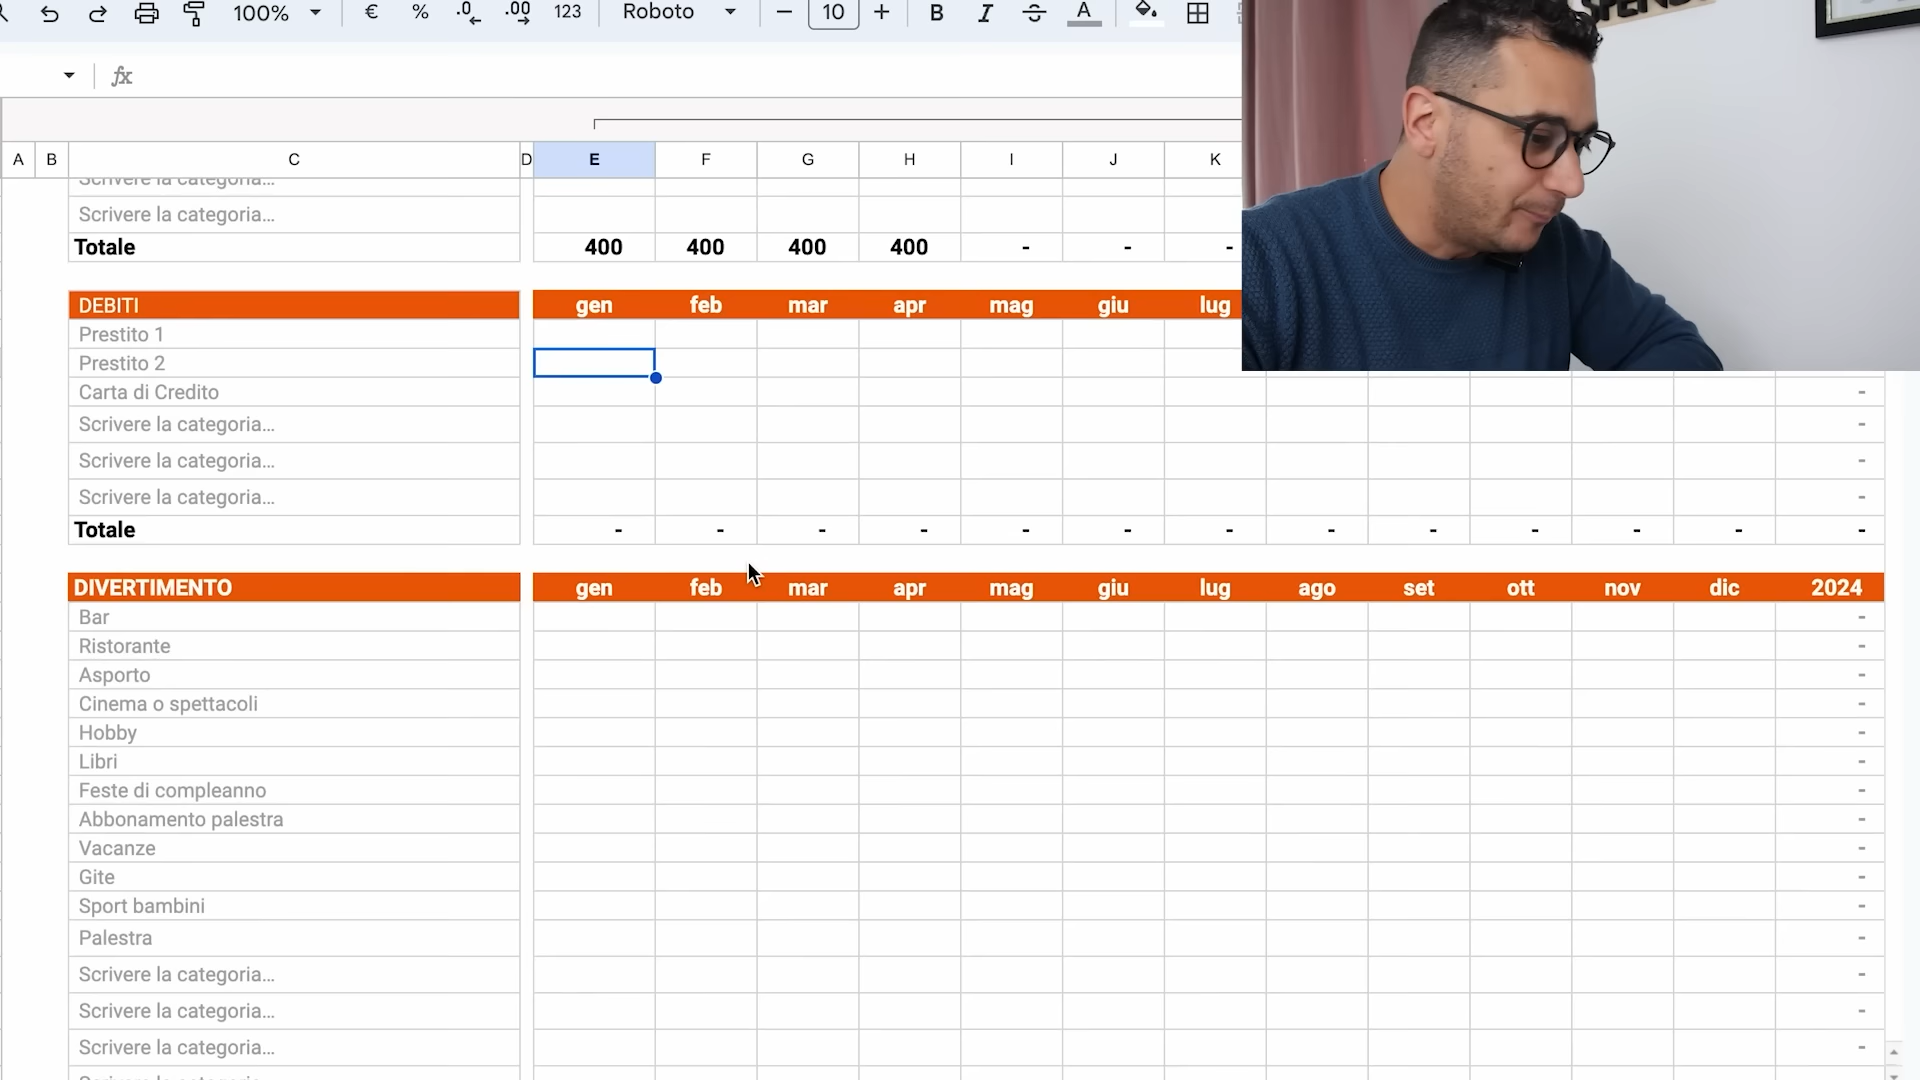 100% € % .0 .00 123 Roboto 10 B I A
fx
A B C D E F G H I J K
Scrivere la categoria...
Scrivere la categoria...
Totale 400 400 400 400 - - -
DEBITI gen feb mar apr mag giu lug
Prestito 1
Prestito 2
Carta di Credito -
Scrivere la categoria... -
Scrivere la categoria... -
Scrivere la categoria... -
Totale - - - - - - - - - - - - -
DIVERTIMENTO gen feb mar apr mag giu lug ago set ott nov dic 2024
Bar -
Ristorante -
Asporto -
Cinema o spettacoli -
Hobby -
Libri -
Feste di compleanno -
Abbonamento palestra -
Vacanze -
Gite -
Sport bambini -
Palestra -
Scrivere la categoria... -
Scrivere la categoria... -
Scrivere la categoria... -